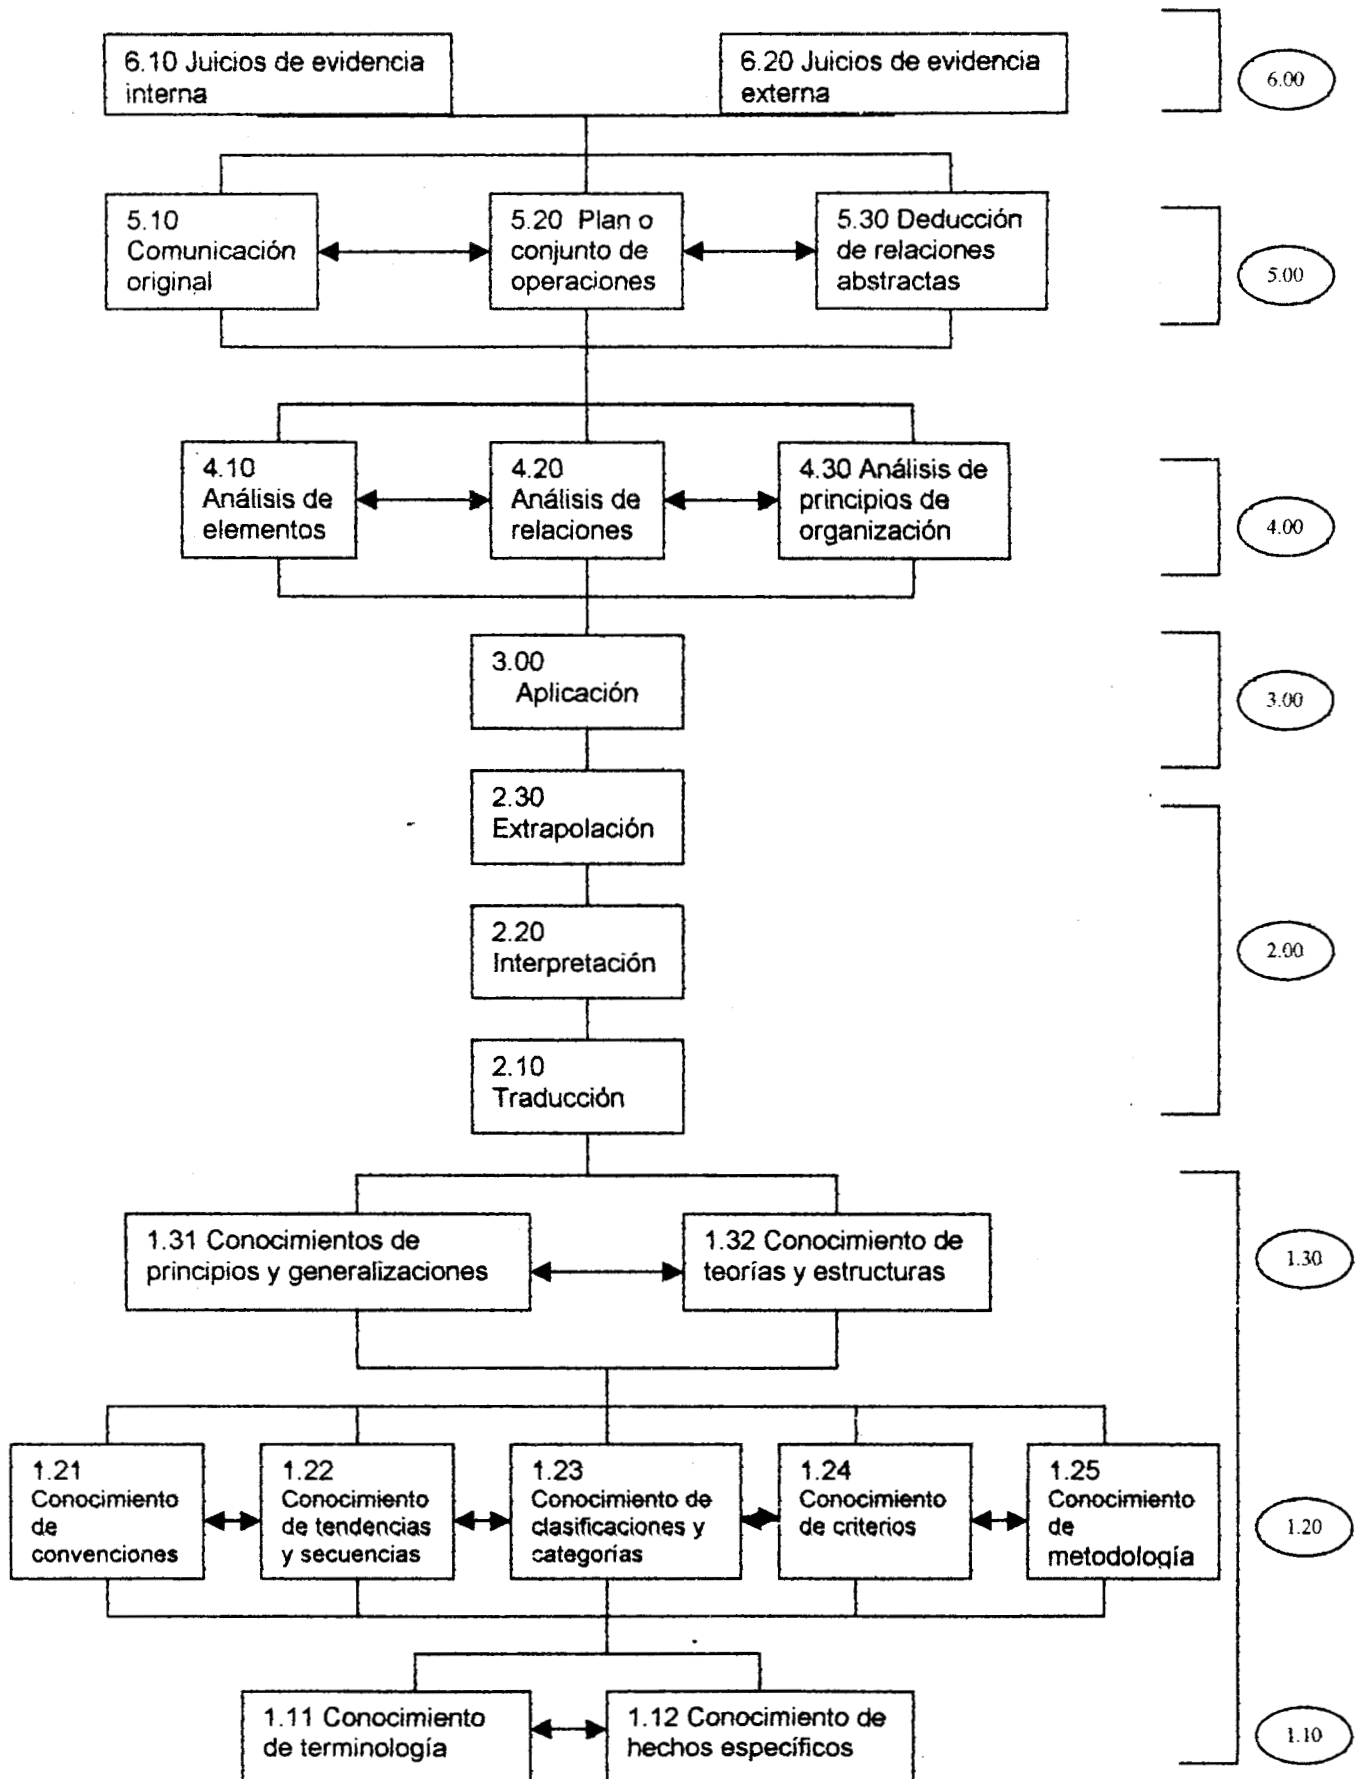 6.10 Juicios de evidencia
interna
6.20 Juicios de evidencia
externa
6.00
5.10
Comunicación
original
5.20 Plan o
conjunto de
operaciones
5.30 Deducción
de relaciones
abstractas
5.00
4.10
Análisis de
elementos
4.20
Análisis de
relaciones
4.30 Análisis de
principios de
organización
4.00
3.00
Aplicación
3.00
2.30
Extrapolación
2.20
Interpretación
2.00
2.10
Traducción
1.31 Conocimientos de
principios y generalizaciones
1.32 Conocimiento de
teorías y estructuras
1.30
1.21
Conocimiento
de
convenciones
1.22
Conocimiento
de tendencias
y secuencias
1.23
Conocimiento de
clasificaciones y
categorías
1.24
Conocimiento
de criterios
1.25
Conocimiento
de
metodología
1.20
1.11 Conocimiento
de terminología
1.12 Conocimiento de
hechos específicos
1.10